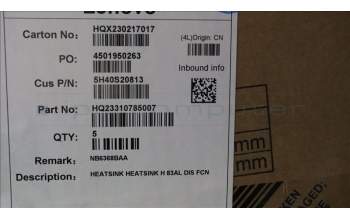 Lenovo
Carton No: HQX230217017
(4L)Origin: CN
PO: 4501950263
Inbound info
Cus P/N: 5H40S20813
Part No: HQ23310785007
QTY: 5
mm
mm
Remark: NB6368BAA
Description: HEATSINK HEATSINK H 83AL DIS FCN